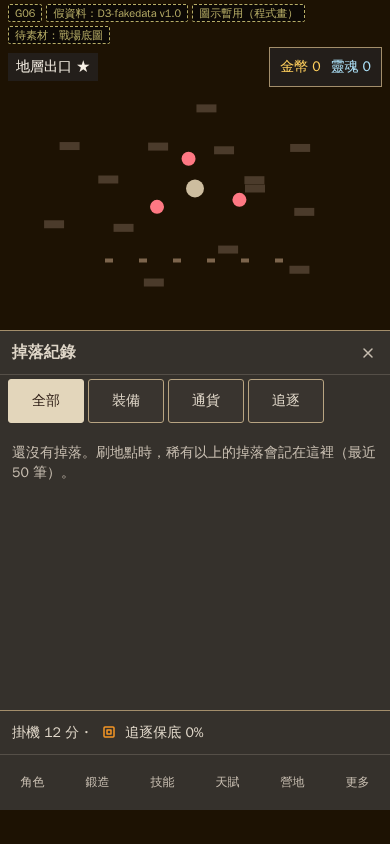 G06 假資料：D3-fakedata v1.0 圖示暫用（程式畫）
待素材：戰場底圖
地層出口 ★ 金幣 0 靈魂 0
掉落紀錄 ×
全部 裝備 通貨 追逐
還沒有掉落。刷地點時，稀有以上的掉落會記在這裡（最近
50 筆）。
掛機 12 分 · 追逐保底 0%
角色 鍛造 技能 天賦 營地 更多